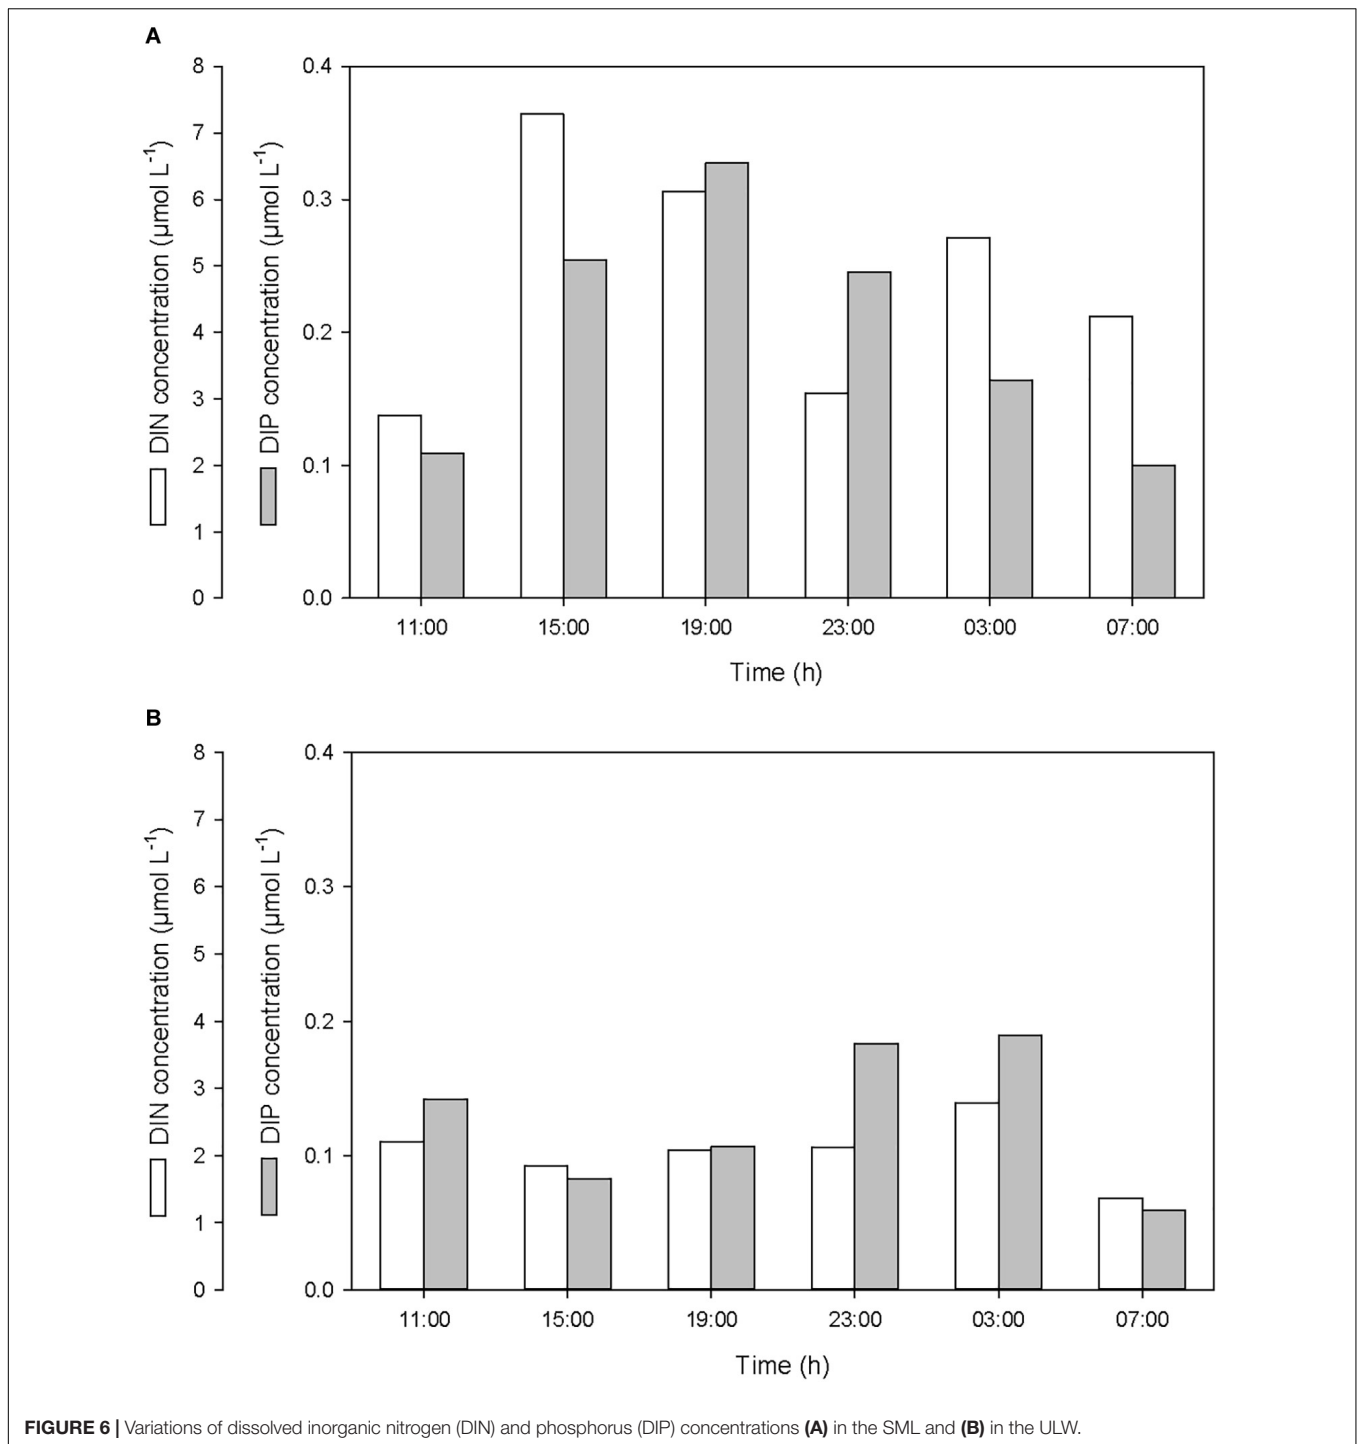 A
DIN concentration (µmol L-1)
8
7
6
5
4
3
2
1
0
DIP concentration (µmol L-1)
0.4
0.3
0.2
0.1
0.0
11:00 15:00 19:00 23:00 03:00 07:00
Time (h)
B
DIN concentration (µmol L-1)
8
7
6
5
4
3
2
1
0
DIP concentration (µmol L-1)
0.4
0.3
0.2
0.1
0.0
11:00 15:00 19:00 23:00 03:00 07:00
Time (h)
FIGURE 6 | Variations of dissolved inorganic nitrogen (DIN) and phosphorus (DIP) concentrations (A) in the SML and (B) in the ULW.